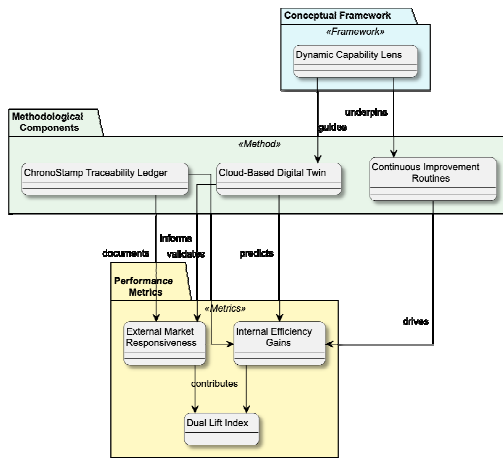 Conceptual Framework
«Framework»
Dynamic Capability Lens
underpins
guides
Methodological
Components
«Method»
ChronoStamp Traceability Ledger
Cloud-Based Digital Twin
Continuous Improvement
Routines
informs
documents
validates
predicts
Performance
Metrics
«Metrics»
External Market
Responsiveness
Internal Efficiency
Gains
drives
contributes
Dual Lift Index